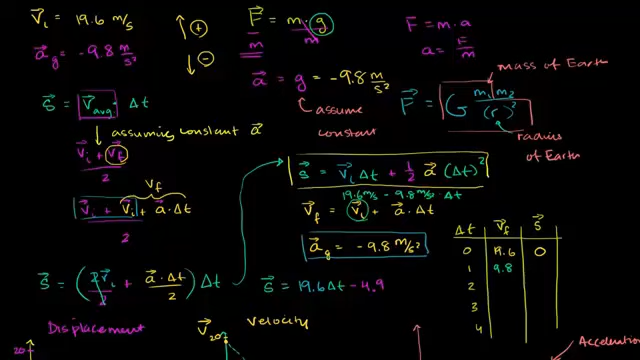 v⃗ᵢ = 19.6 m/s
a⃗g = -9.8 m/s²
s⃗ = v⃗avg · Δt
assuming constant a⃗
(v⃗ᵢ + v⃗f)/2
vf
(v⃗ᵢ + v⃗ᵢ + a⃗·Δt)/2
s⃗ = (2v⃗ᵢ/2 + a⃗·Δt/2) Δt
+
-
F⃗/m = m·g/m
a⃗ = g = -9.8 m/s²
assume
constant
F = m·a
a = F/m
mass of Earth
F⃗ = G m₁m₂/(r)²
radius
of Earth
s⃗ = v⃗ᵢ Δt + ½ a⃗ (Δt)²
19.6m/s - 9.8 m/s² · Δt
v⃗f = v⃗ᵢ + a⃗·Δt
a⃗g = -9.8 m/s²
s⃗ = 19.6Δt - 4.9
Δt v⃗f s⃗
0 19.6 0
1 9.8
2
3
4
Displacement
20
Velocity
v⃗ 20
Acceleration